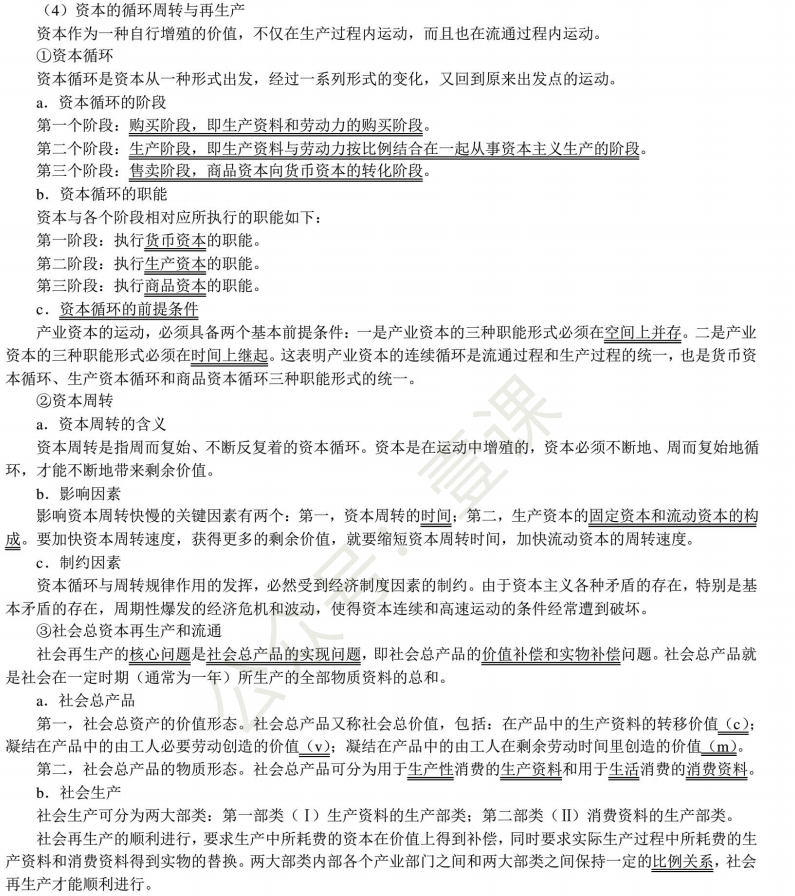 （4）资本的循环周转与再生产
资本作为一种自行增殖的价值，不仅在生产过程内运动，而且也在流通过程内运动。
①资本循环
资本循环是资本从一种形式出发，经过一系列形式的变化，又回到原来出发点的运动。
a．资本循环的阶段
第一个阶段：购买阶段，即生产资料和劳动力的购买阶段。
第二个阶段：生产阶段，即生产资料与劳动力按比例结合在一起从事资本主义生产的阶段。
第三个阶段：售卖阶段，商品资本向货币资本的转化阶段。
b．资本循环的职能
资本与各个阶段相对应所执行的职能如下：
第一阶段：执行货币资本的职能。
第二阶段：执行生产资本的职能。
第三阶段：执行商品资本的职能。
c．资本循环的前提条件
产业资本的运动，必须具备两个基本前提条件：一是产业资本的三种职能形式必须在空间上并存。二是产业
资本的三种职能形式必须在时间上继起。这表明产业资本的连续循环是流通过程和生产过程的统一，也是货币资
本循环、生产资本循环和商品资本循环三种职能形式的统一。
②资本周转
a．资本周转的含义
资本周转是指周而复始、不断反复着的资本循环。资本是在运动中增殖的，资本必须不断地、周而复始地循
环，才能不断地带来剩余价值。
b．影响因素
影响资本周转快慢的关键因素有两个：第一，资本周转的时间；第二，生产资本的固定资本和流动资本的构
成。要加快资本周转速度，获得更多的剩余价值，就要缩短资本周转时间，加快流动资本的周转速度。
c．制约因素
资本循环与周转规律作用的发挥，必然受到经济制度因素的制约。由于资本主义各种矛盾的存在，特别是基
本矛盾的存在，周期性爆发的经济危机和波动，使得资本连续和高速运动的条件经常遭到破坏。
③社会总资本再生产和流通
社会再生产的核心问题是社会总产品的实现问题，即社会总产品的价值补偿和实物补偿问题。社会总产品就
是社会在一定时期（通常为一年）所生产的全部物质资料的总和。
a．社会总产品
第一，社会总资产的价值形态。社会总产品又称社会总价值，包括：在产品中的生产资料的转移价值（c）；
凝结在产品中的由工人必要劳动创造的价值（v）；凝结在产品中的由工人在剩余劳动时间里创造的价值（m）。
第二，社会总产品的物质形态。社会总产品可分为用于生产性消费的生产资料和用于生活消费的消费资料。
b．社会生产
社会生产可分为两大部类：第一部类（Ⅰ）生产资料的生产部类；第二部类（Ⅱ）消费资料的生产部类。
社会再生产的顺利进行，要求生产中所耗费的资本在价值上得到补偿，同时要求实际生产过程中所耗费的生
产资料和消费资料得到实物的替换。两大部类内部各个产业部门之间和两大部类之间保持一定的比例关系，社会
再生产才能顺利进行。
公众号：壹课